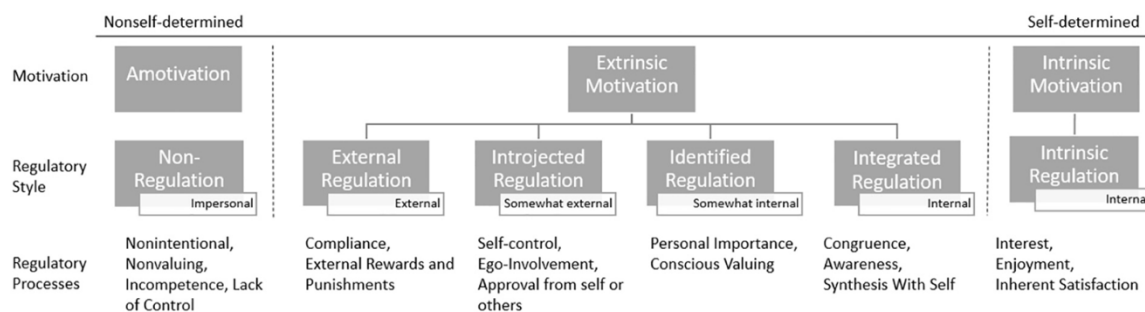 Nonself-determined
Self-determined
Motivation
Amotivation
Extrinsic
Motivation
Intrinsic
Motivation
Regulatory
Style
Non-
Regulation
Impersonal
External
Regulation
External
Introjected
Regulation
Somewhat external
Identified
Regulation
Somewhat internal
Integrated
Regulation
Internal
Intrinsic
Regulation
Interna
Regulatory
Processes
Nonintentional,
Nonvaluing,
Incompetence, Lack
of Control
Compliance,
External Rewards and
Punishments
Self-control,
Ego-Involvement,
Approval from self or
others
Personal Importance,
Conscious Valuing
Congruence,
Awareness,
Synthesis With Self
Interest,
Enjoyment,
Inherent Satisfaction